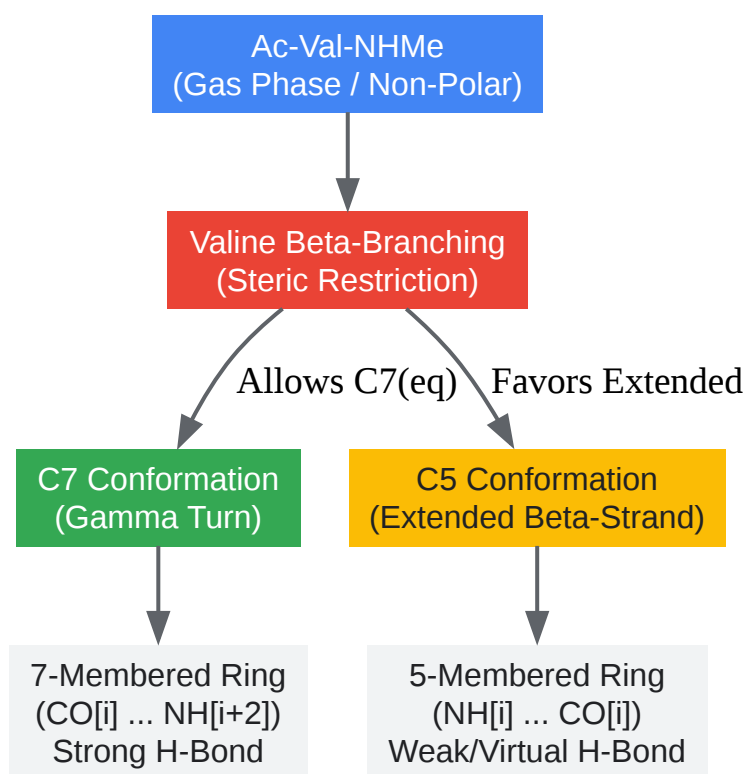 Ac-Val-NHMe
(Gas Phase / Non-Polar)
Valine Beta-Branching
(Steric Restriction)
Allows C7(eq)
Favors Extended
C7 Conformation
(Gamma Turn)
C5 Conformation
(Extended Beta-Strand)
7-Membered Ring
(CO[i] ... NH[i+2])
Strong H-Bond
5-Membered Ring
(NH[i] ... CO[i])
Weak/Virtual H-Bond